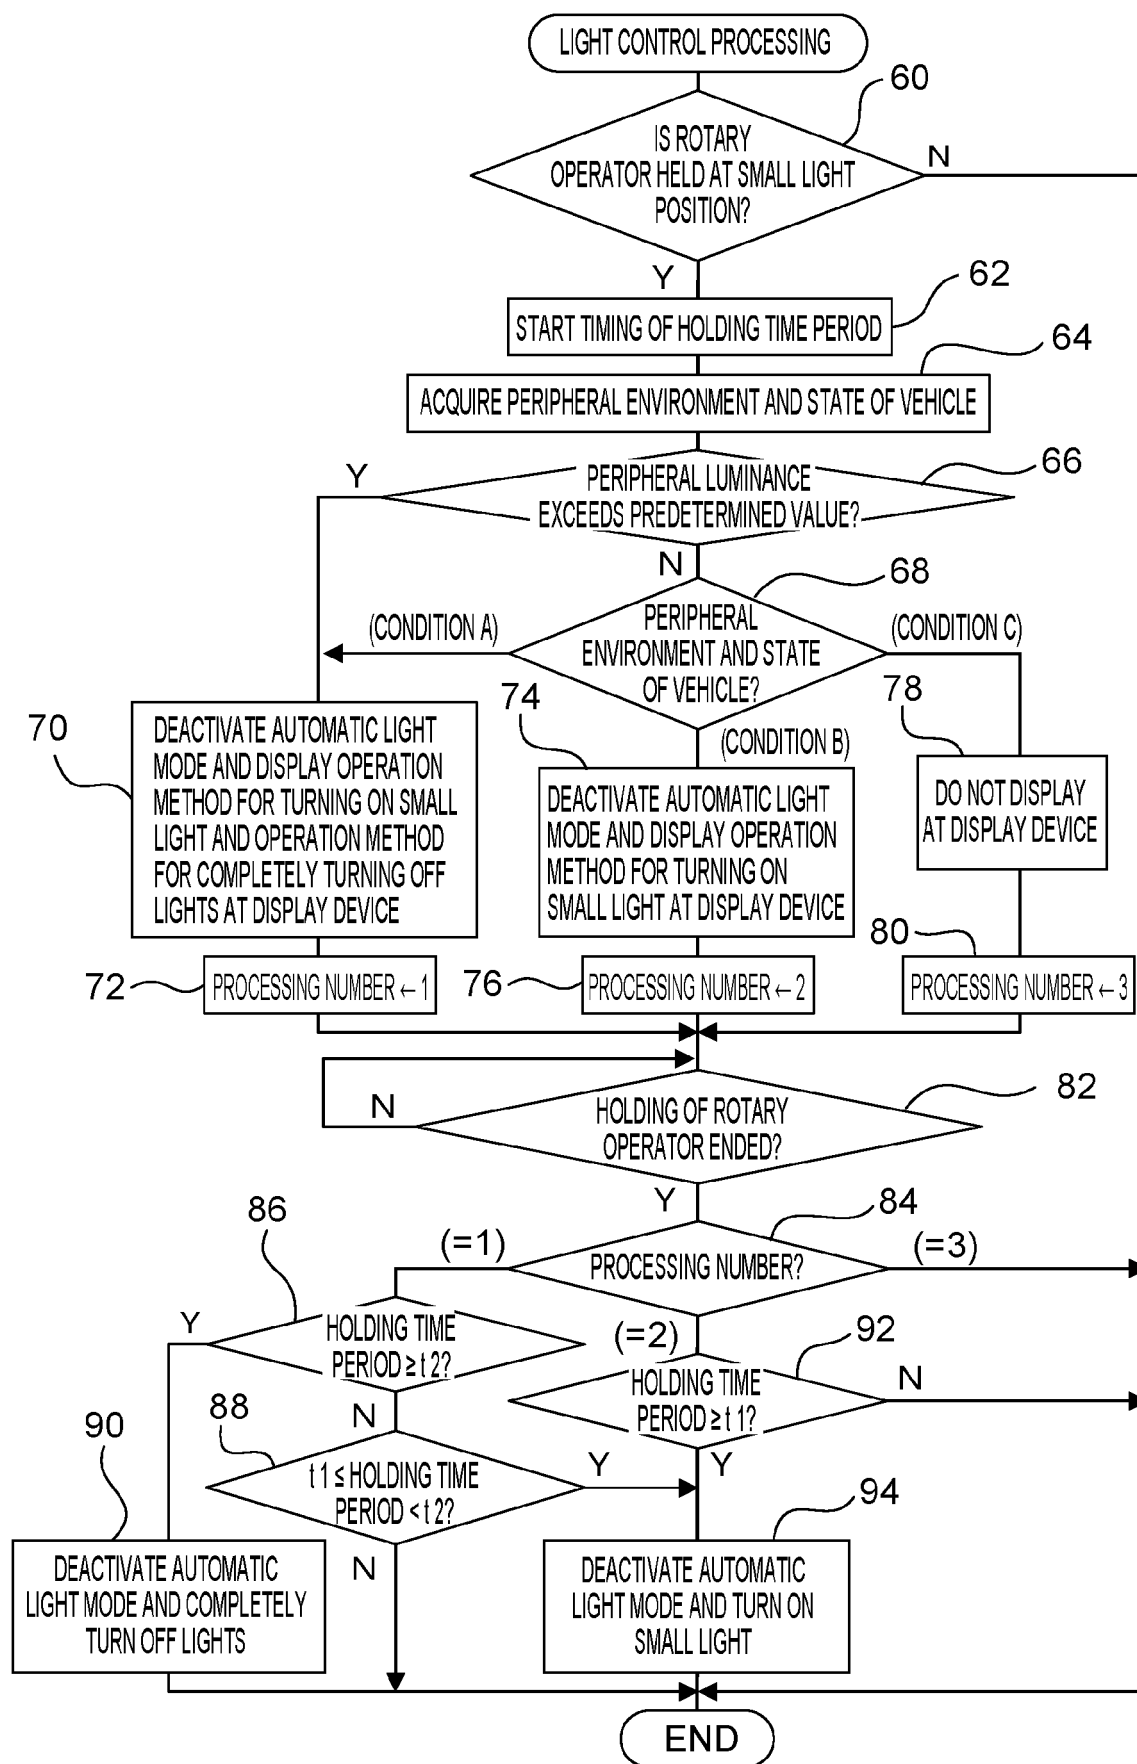 LIGHT CONTROL PROCESSING
60
IS ROTARY
OPERATOR HELD AT SMALL LIGHT
POSITION?
N
Y
62
START TIMING OF HOLDING TIME PERIOD
64
ACQUIRE PERIPHERAL ENVIRONMENT AND STATE OF VEHICLE
66
PERIPHERAL LUMINANCE
EXCEEDS PREDETERMINED VALUE?
Y
N
68
PERIPHERAL
ENVIRONMENT AND STATE
OF VEHICLE?
(CONDITION A)
(CONDITION C)
(CONDITION B)
70
DEACTIVATE AUTOMATIC LIGHT
MODE AND DISPLAY OPERATION
METHOD FOR TURNING ON SMALL
LIGHT AND OPERATION METHOD
FOR COMPLETELY TURNING OFF
LIGHTS AT DISPLAY DEVICE
74
DEACTIVATE AUTOMATIC LIGHT
MODE AND DISPLAY OPERATION
METHOD FOR TURNING ON
SMALL LIGHT AT DISPLAY DEVICE
78
DO NOT DISPLAY
AT DISPLAY DEVICE
72
PROCESSING NUMBER ← 1
76
PROCESSING NUMBER ← 2
80
PROCESSING NUMBER ← 3
82
HOLDING OF ROTARY
OPERATOR ENDED?
N
Y
84
PROCESSING NUMBER?
(=1)
(=3)
(=2)
86
HOLDING TIME
PERIOD ≥ t 2?
Y
N
92
HOLDING TIME
PERIOD ≥ t 1?
N
Y
88
t 1 ≤ HOLDING TIME
PERIOD < t 2?
Y
N
90
DEACTIVATE AUTOMATIC
LIGHT MODE AND COMPLETELY
TURN OFF LIGHTS
94
DEACTIVATE AUTOMATIC
LIGHT MODE AND TURN ON
SMALL LIGHT
END